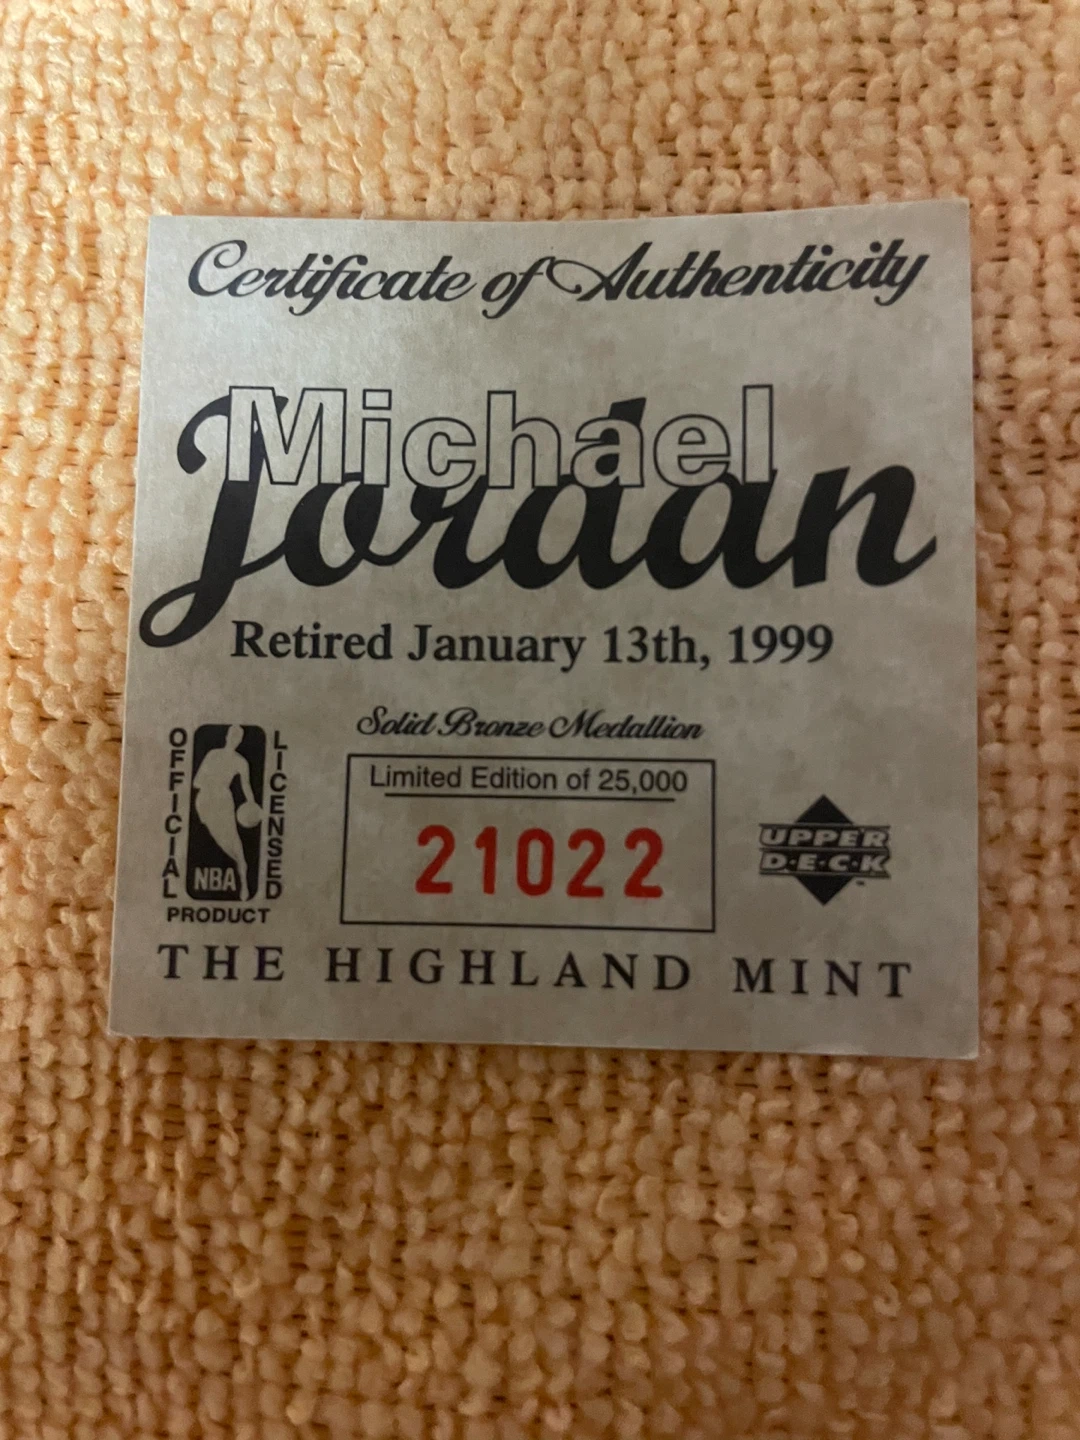 Certificate of Authenticity
Michael
Jordan
Retired January 13th, 1999
Solid Bronze Medallion
OFFICIAL
NBA
LICENSED
PRODUCT
Limited Edition of 25,000
21022
UPPER
D·E·C·K
™
THE HIGHLAND MINT